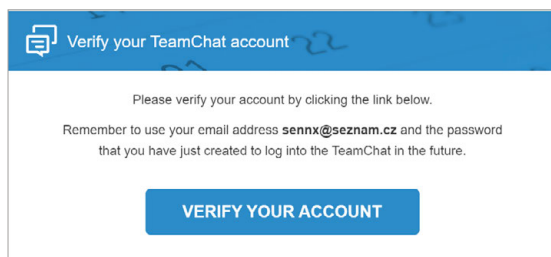 Verify your TeamChat account
Please verify your account by clicking the link below.
Remember to use your email address sennx@seznam.cz and the password
that you have just created to log into the TeamChat in the future.
VERIFY YOUR ACCOUNT